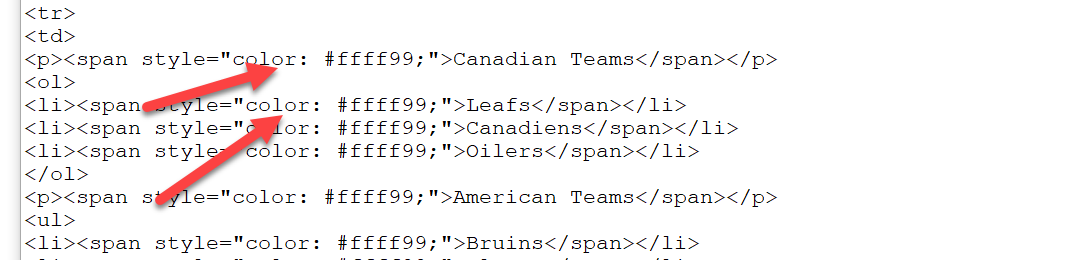 <tr>
<td>
<p><span style="color: #ffff99;">Canadian Teams</span></p>
<ol>
<li><span style="color: #ffff99;">Leafs</span></li>
<li><span style="color: #ffff99;">Canadiens</span></li>
<li><span style="color: #ffff99;">Oilers</span></li>
</ol>
<p><span style="color: #ffff99;">American Teams</span></p>
<ul>
<li><span style="color: #ffff99;">Bruins</span></li>